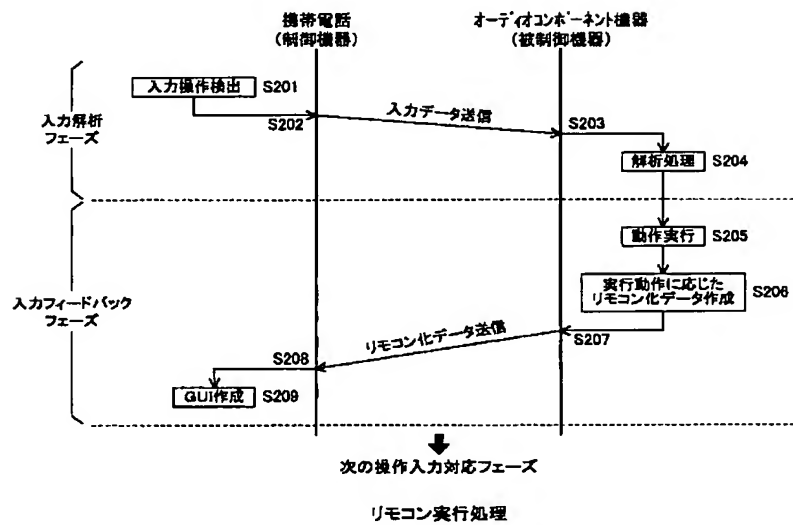 携帯電話
(制御機器)
オーディオコンポーネント機器
(被制御機器)
入力解析
フェーズ
入力操作検出 S201
S202
入力データ送信
S203
解析処理 S204
動作実行 S205
実行動作に応じた
リモコン化データ作成
S206
入力フィードバック
フェーズ
リモコン化データ送信
S207
S208
GUI作成 S209
次の操作入力対応フェーズ
リモコン実行処理